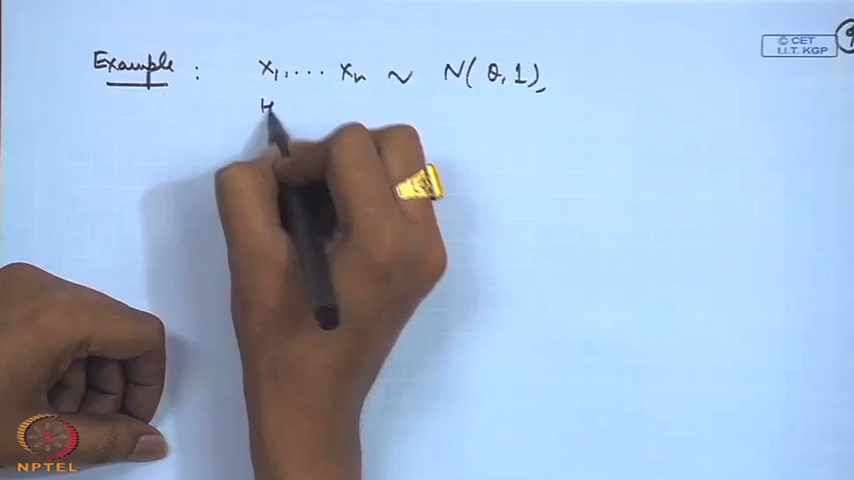 Example : X₁, .... Xₙ ~ N(θ, 1),
H
© CET
I.I.T. KGP
NPTEL